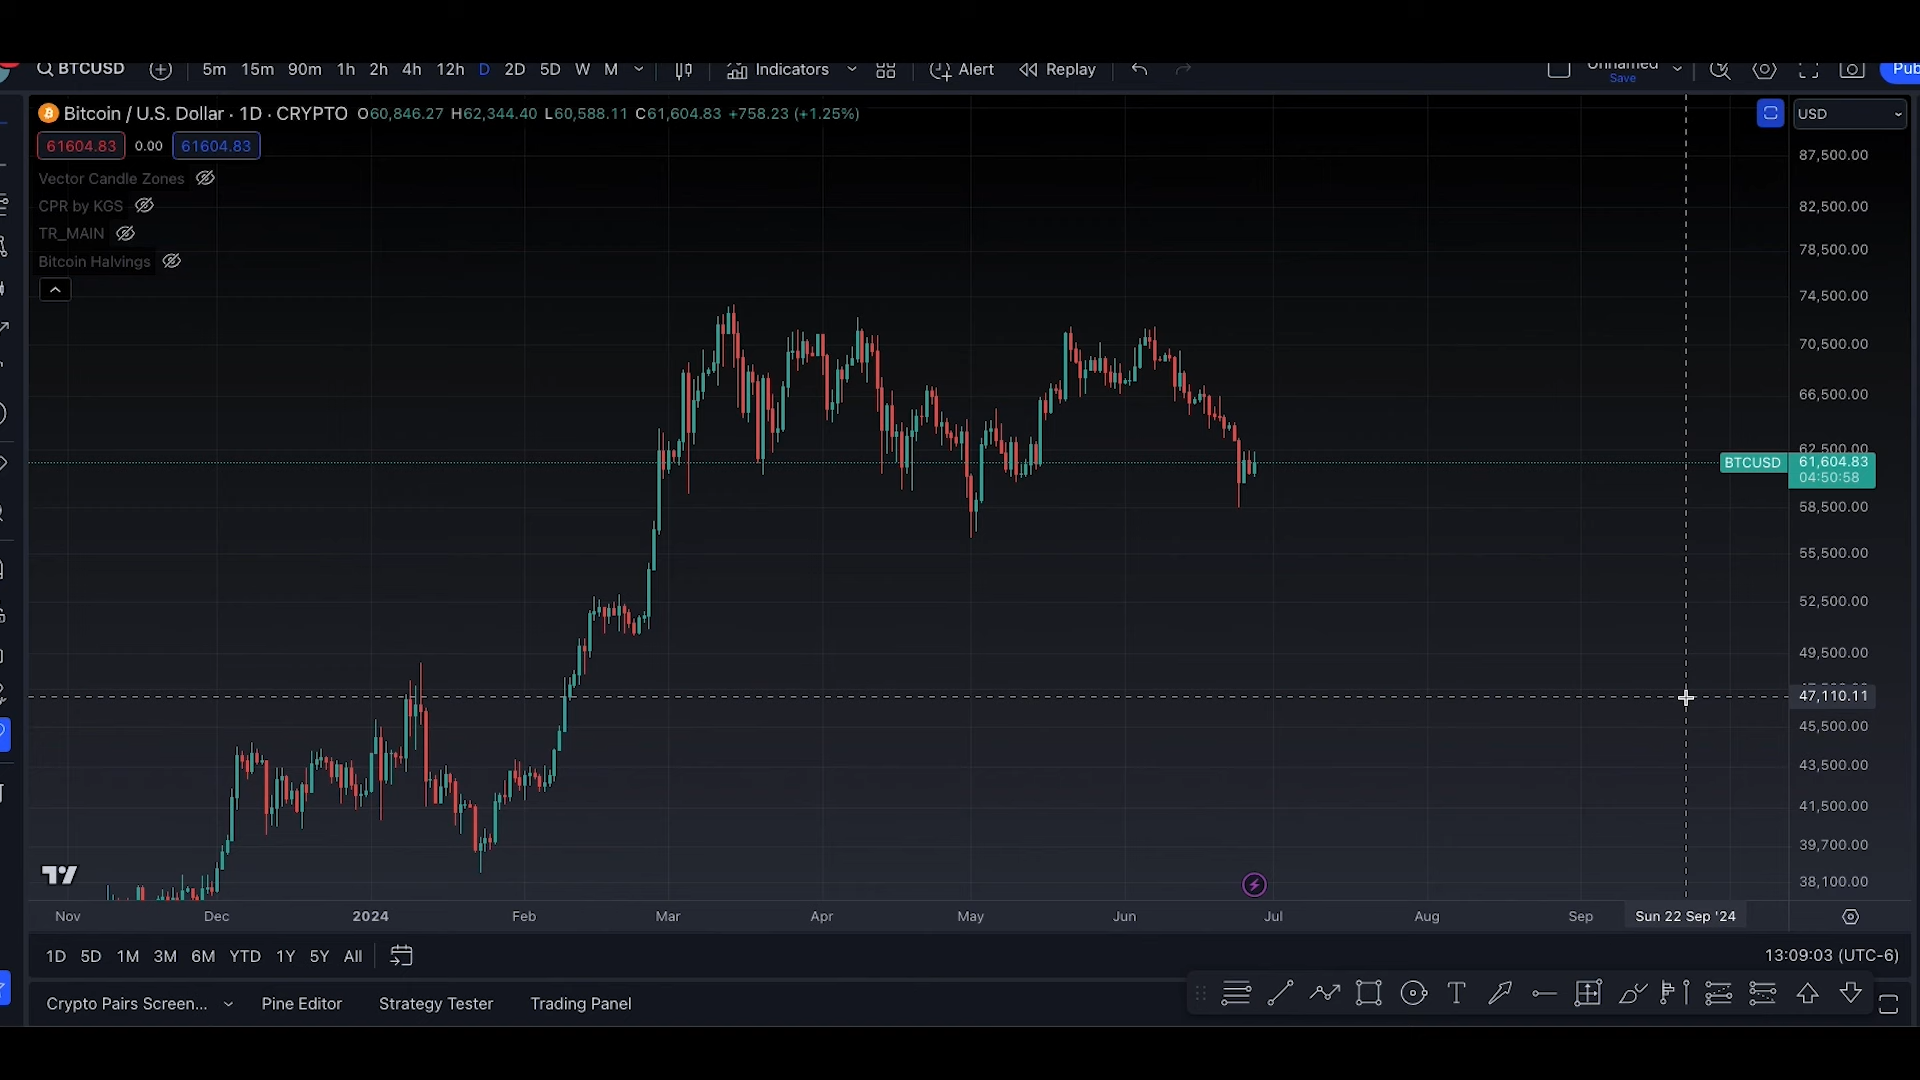 BTCUSD 5m 15m 90m 1h 2h 4h 12h D 2D 5D W M Indicators Alert Replay Unnamed Pub
Save
Bitcoin / U.S. Dollar · 1D · CRYPTO O60,846.27 H62,344.40 L60,588.11 C61,604.83 +758.23 (+1.25%)
USD
61604.83 0.00 61604.83
87,500.00
Vector Candle Zones
CPR by KGS
82,500.00
TR_MAIN
78,500.00
Bitcoin Halvings
74,500.00
70,500.00
66,500.00
62,500.00
BTCUSD 61,604.83
04:50:58
58,500.00
55,500.00
52,500.00
49,500.00
47,110.11
45,500.00
43,500.00
41,500.00
39,700.00
38,100.00
Nov Dec 2024 Feb Mar Apr May Jun Jul Aug Sep Sun 22 Sep '24
1D 5D 1M 3M 6M YTD 1Y 5Y All 13:09:03 (UTC-6)
Crypto Pairs Screen... Pine Editor Strategy Tester Trading Panel